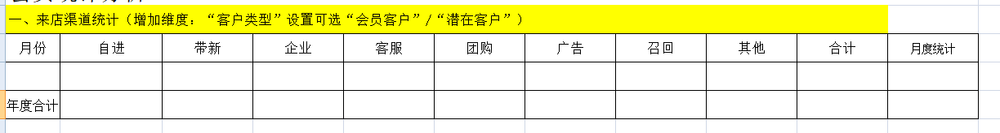 一、来店渠道统计（增加维度：“客户类型”设置可选“会员客户”/“潜在客户”）
月份 自进 带新 企业 客服 团购 广告 召回 其他 合计 月度统计
年度合计